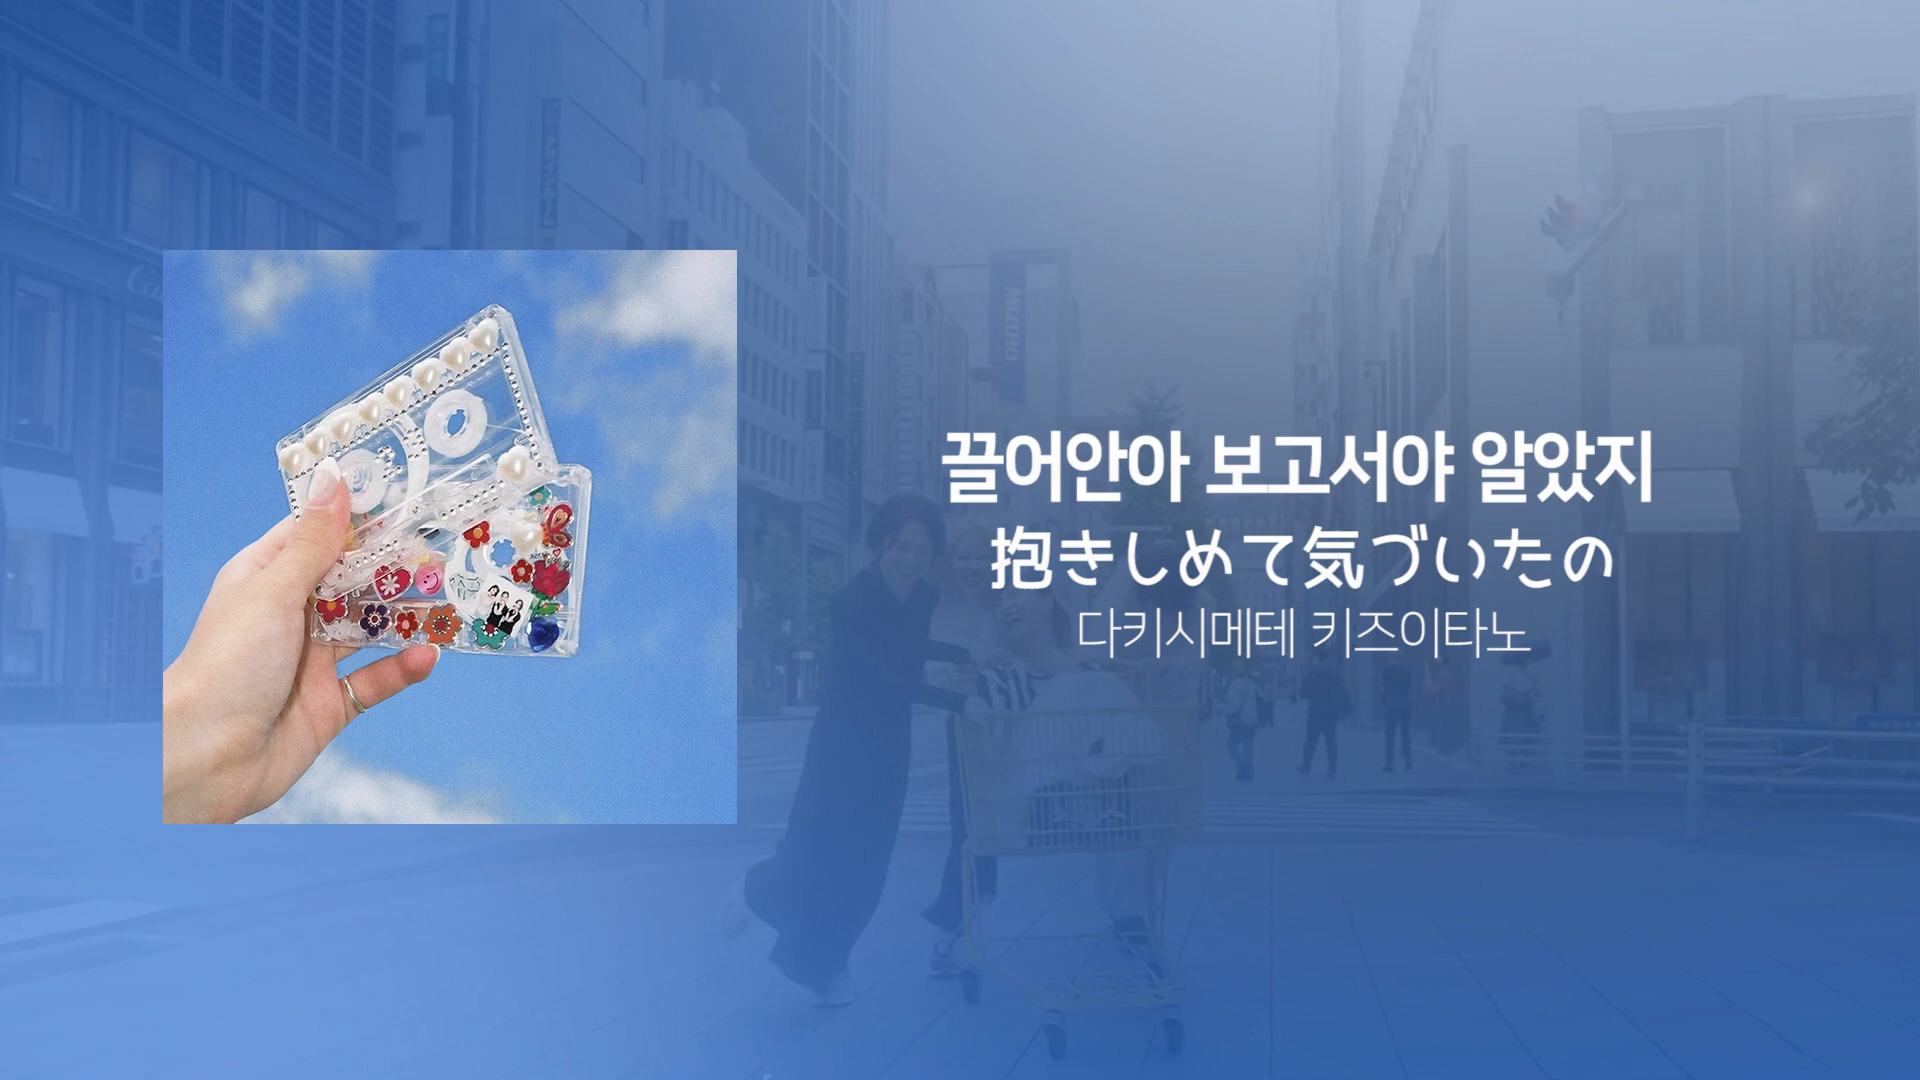 끌어안아 보고서야 알았지
抱きしめて気づいたの
다키시메테 키즈이타노